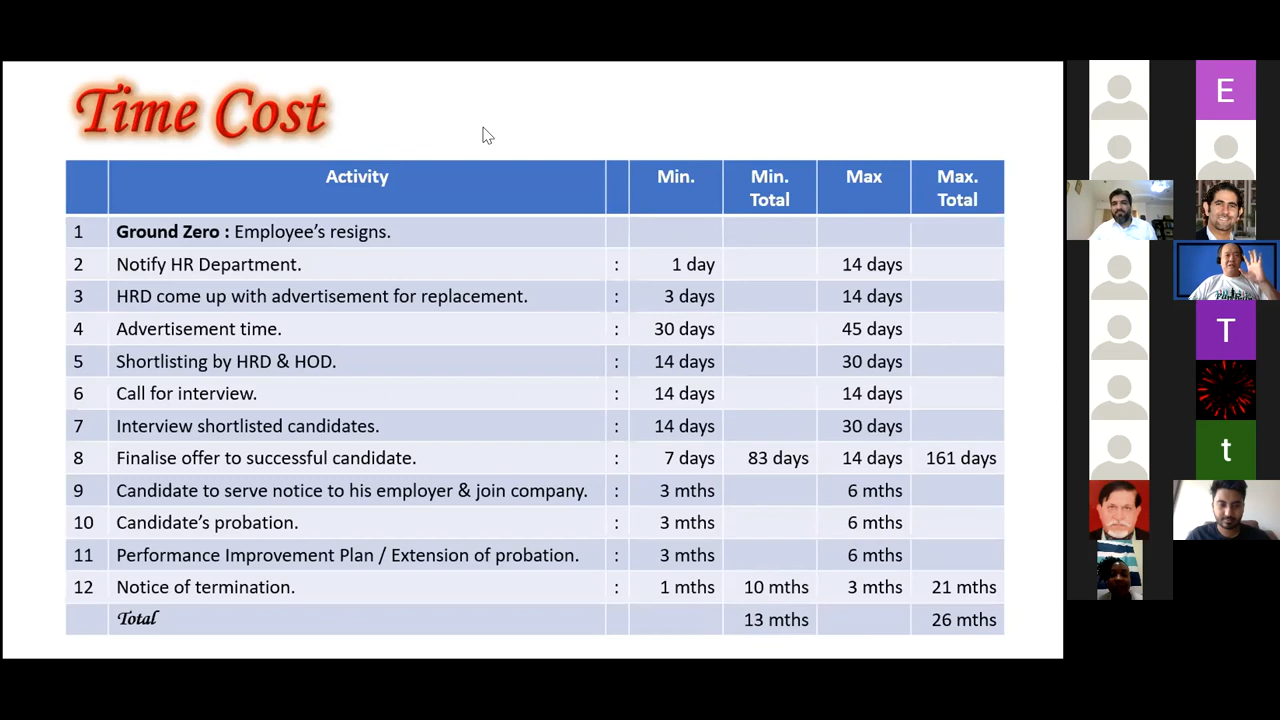 Time Cost
Activity Min. Min. Total Max Max. Total
1 Ground Zero : Employee’s resigns.
2 Notify HR Department. : 1 day 14 days
3 HRD come up with advertisement for replacement. : 3 days 14 days
4 Advertisement time. : 30 days 45 days
5 Shortlisting by HRD & HOD. : 14 days 30 days
6 Call for interview. : 14 days 14 days
7 Interview shortlisted candidates. : 14 days 30 days
8 Finalise offer to successful candidate. : 7 days 83 days 14 days 161 days
9 Candidate to serve notice to his employer & join company. : 3 mths 6 mths
10 Candidate’s probation. : 3 mths 6 mths
11 Performance Improvement Plan / Extension of probation. : 3 mths 6 mths
12 Notice of termination. : 1 mths 10 mths 3 mths 21 mths
Total 13 mths 26 mths
E
T
t